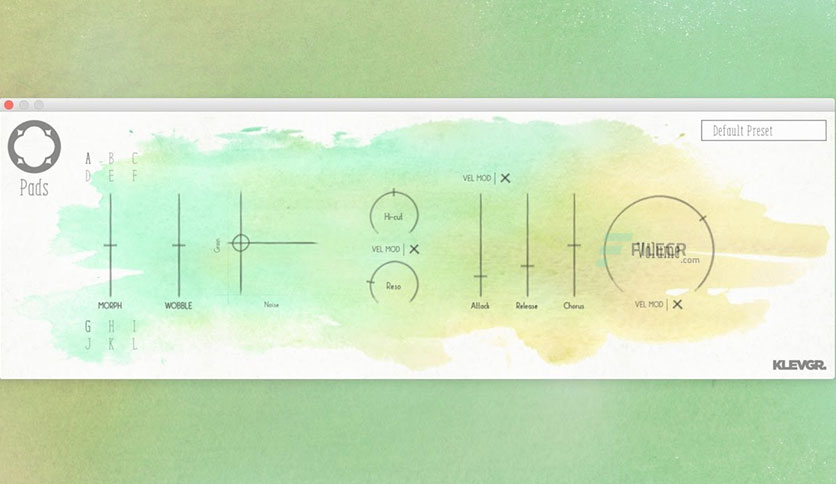 Default Preset
Pads
A B C
D E F
VEL MOD
Hi-cut
VEL MOD
Reso
Grain
Noise
MORPH
WOBBLE
Attack
Release
Chorus
Volume
.com
VEL MOD
G H I
J K L
KLEVGR.